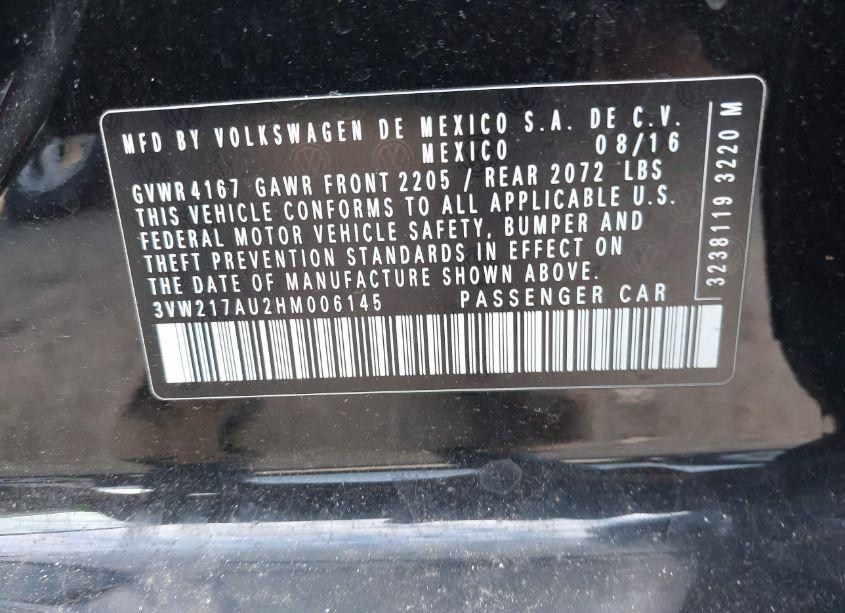 MFD BY VOLKSWAGEN DE MEXICO S.A. DE C.V.
MEXICO 08/16
GVWR 4167 GAWR FRONT 2205 / REAR 2072 LBS
THIS VEHICLE CONFORMS TO ALL APPLICABLE U.S.
FEDERAL MOTOR VEHICLE SAFETY, BUMPER AND
THEFT PREVENTION STANDARDS IN EFFECT ON
THE DATE OF MANUFACTURE SHOWN ABOVE.
3VW217AU2HM006145 PASSENGER CAR
3238119 3220 M